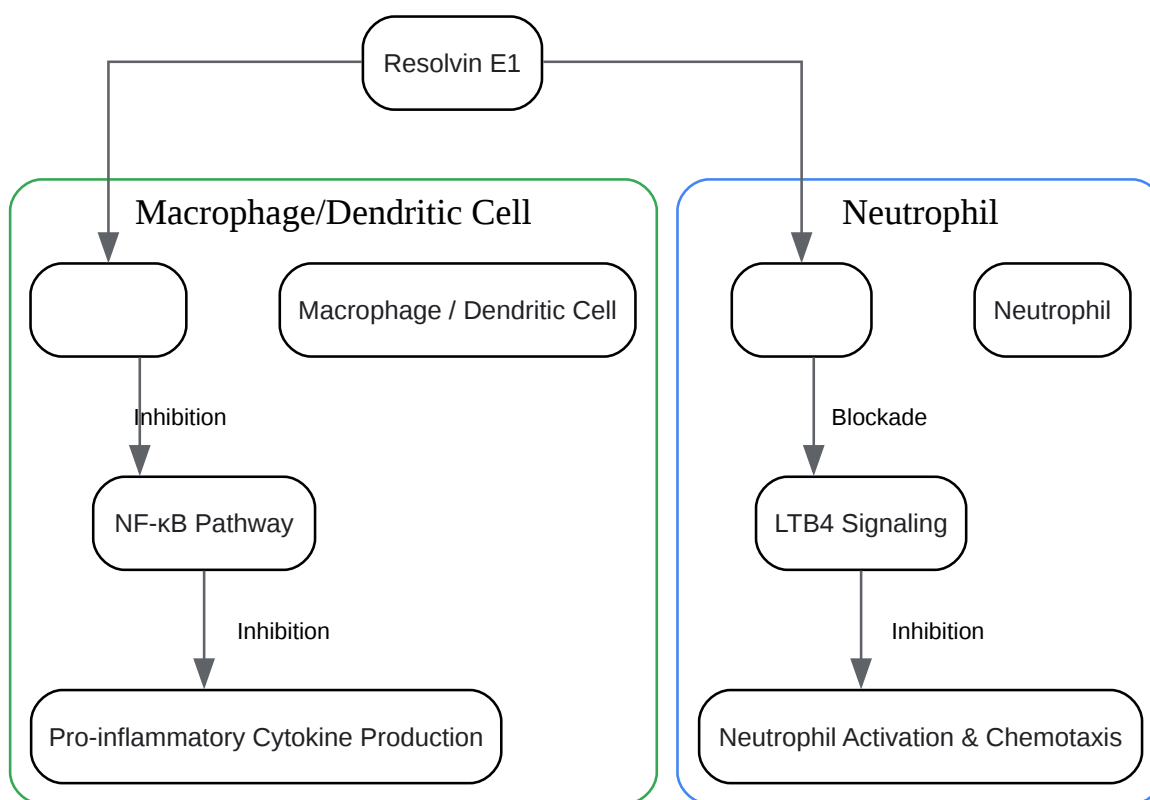 Resolvin E1
Macrophage/Dendritic Cell
Macrophage / Dendritic Cell
Inhibition
NF-κB Pathway
Inhibition
Pro-inflammatory Cytokine Production
Neutrophil
Neutrophil
Blockade
LTB4 Signaling
Inhibition
Neutrophil Activation & Chemotaxis